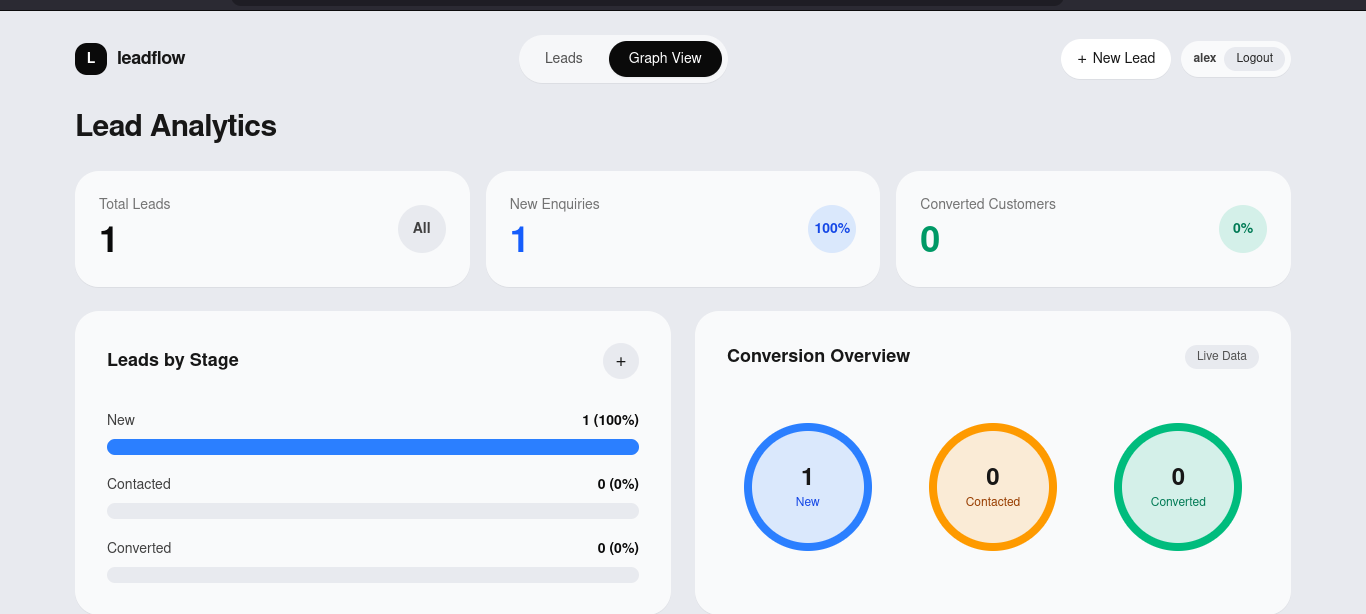 L leadflow
Leads Graph View
+ New Lead
alex Logout
Lead Analytics
Total Leads
1
All
New Enquiries
1
100%
Converted Customers
0
0%
Leads by Stage
+
New 1 (100%)
Contacted 0 (0%)
Converted 0 (0%)
Conversion Overview
Live Data
1
New
0
Contacted
0
Converted